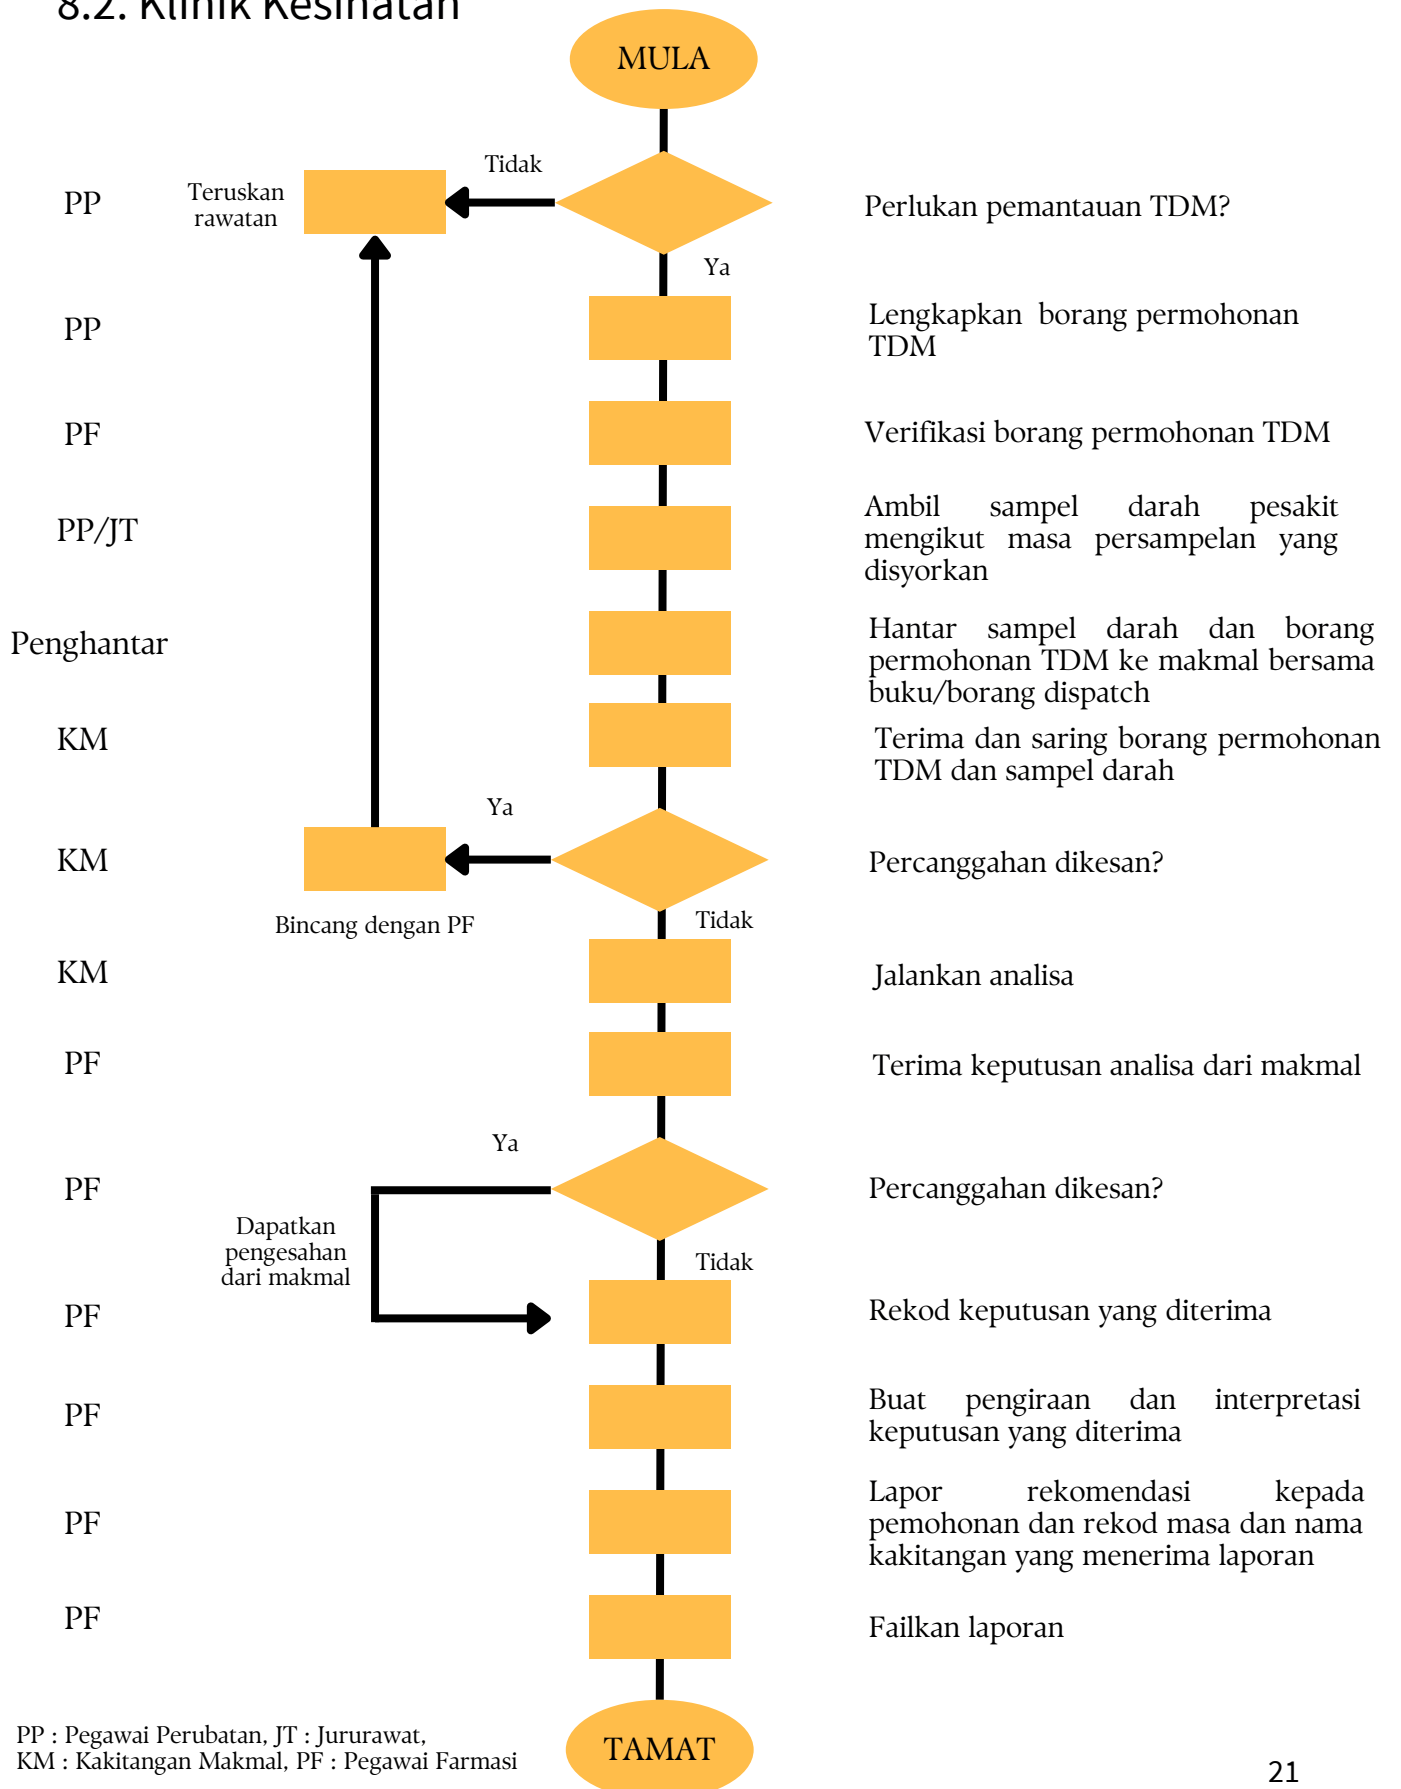 8.2. Klinik Kesihatan
MULA
Tidak
PP
Teruskan
rawatan
Perlukan pemantauan TDM?
Ya
PP
Lengkapkan borang permohonan
TDM
PF
Verifikasi borang permohonan TDM
PP/JT
Ambil sampel darah pesakit
mengikut masa persampelan yang
disyorkan
Penghantar
Hantar sampel darah dan borang
permohonan TDM ke makmal bersama
buku/borang dispatch
KM
Terima dan saring borang permohonan
TDM dan sampel darah
Ya
KM
Percanggahan dikesan?
Bincang dengan PF
Tidak
KM
Jalankan analisa
PF
Terima keputusan analisa dari makmal
Ya
PF
Percanggahan dikesan?
Dapatkan
pengesahan
dari makmal
Tidak
PF
Rekod keputusan yang diterima
PF
Buat pengiraan dan interpretasi
keputusan yang diterima
PF
Lapor rekomendasi kepada
pemohonan dan rekod masa dan nama
kakitangan yang menerima laporan
PF
Failkan laporan
TAMAT
PP : Pegawai Perubatan, JT : Jururawat,
KM : Kakitangan Makmal, PF : Pegawai Farmasi
21